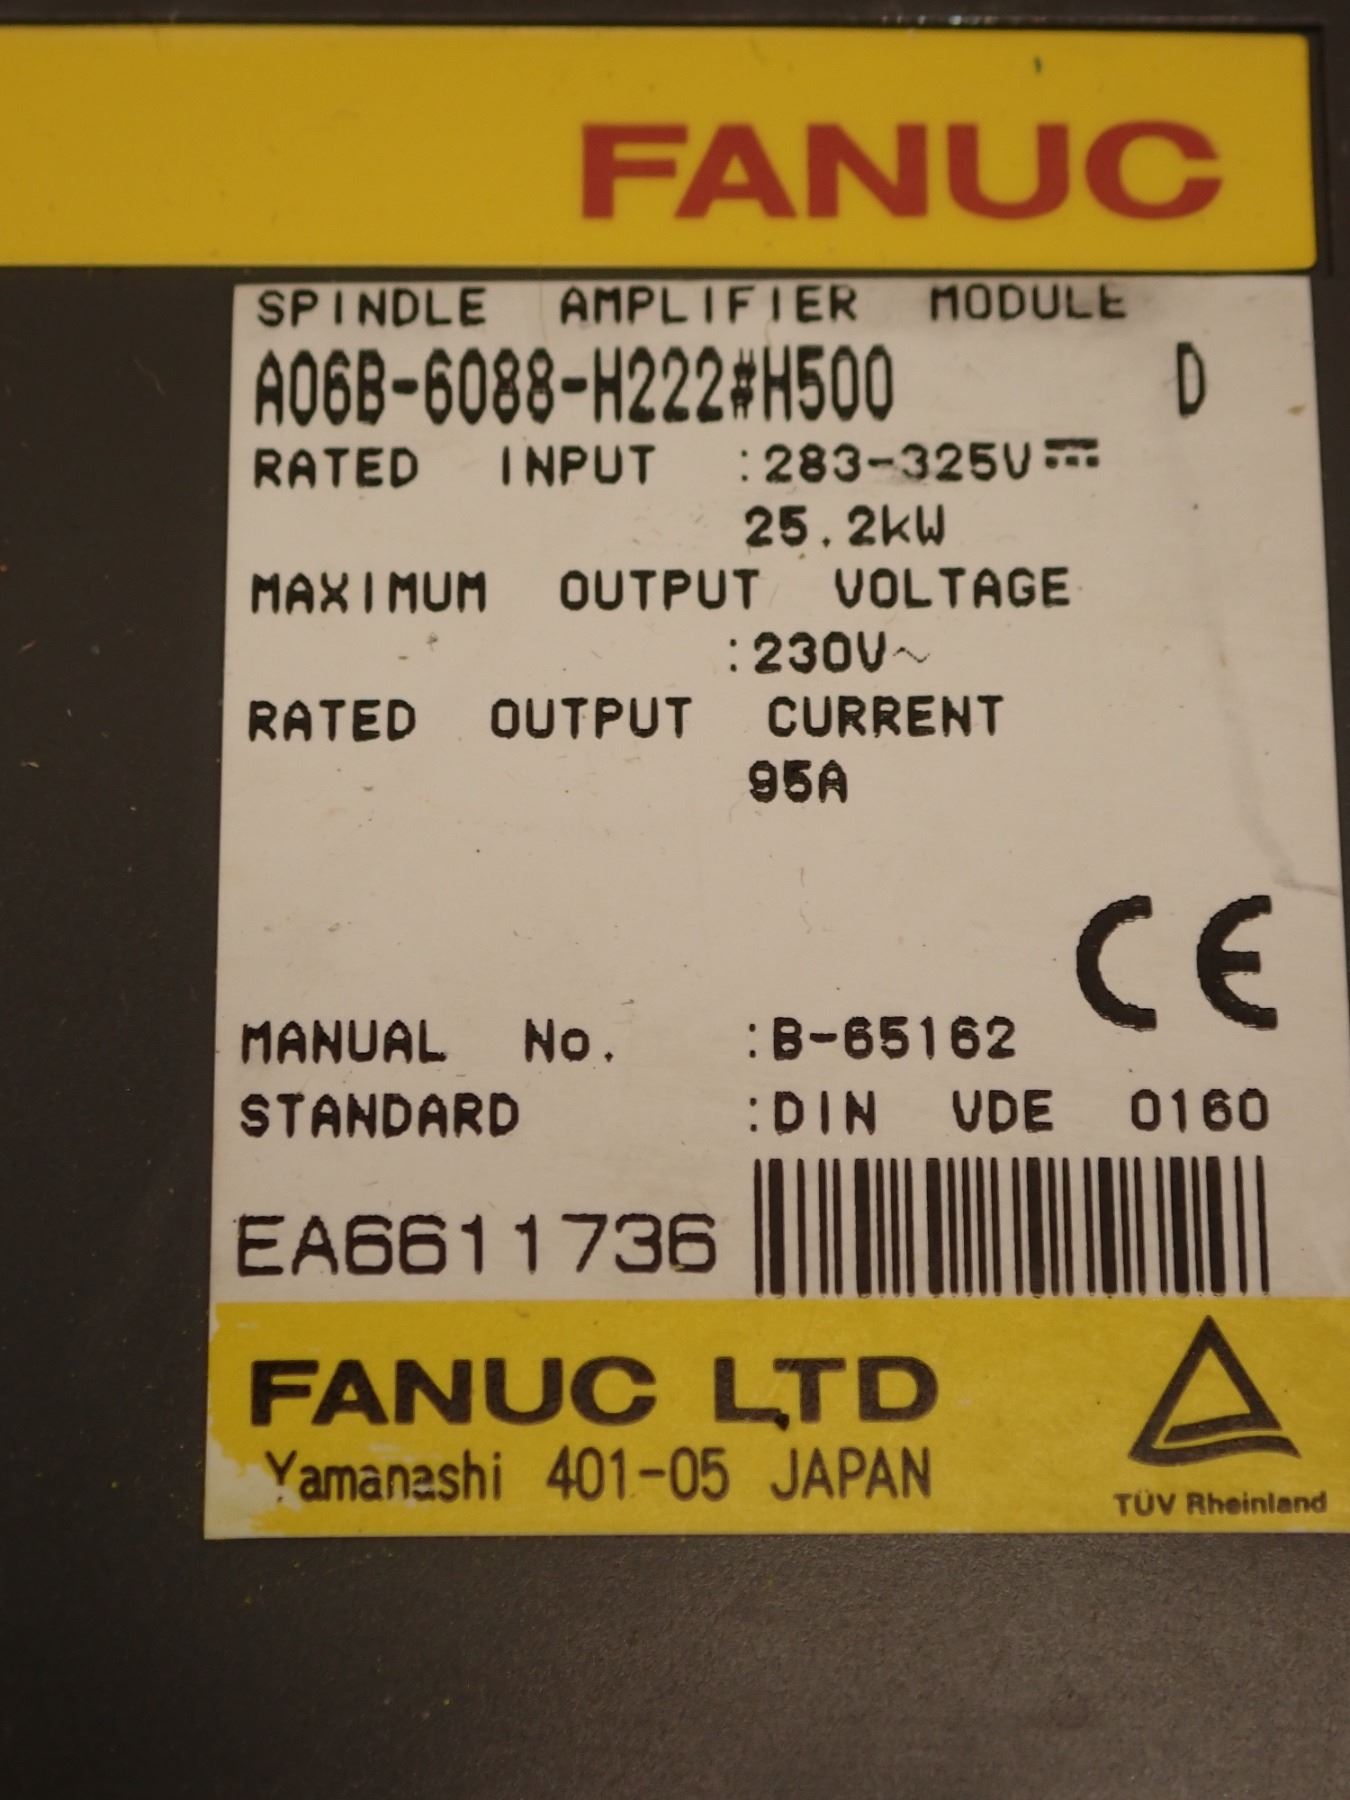 FANUC
SPINDLE AMPLIFIER MODULE
A06B-6088-H222#H500 D
RATED INPUT :283-325V⎓
25.2kW
MAXIMUM OUTPUT VOLTAGE
:230V~
RATED OUTPUT CURRENT
95A
CE
MANUAL No. :B-65162
STANDARD :DIN VDE 0160
EA6611736
FANUC LTD
Yamanashi 401-05 JAPAN
TÜV Rheinland